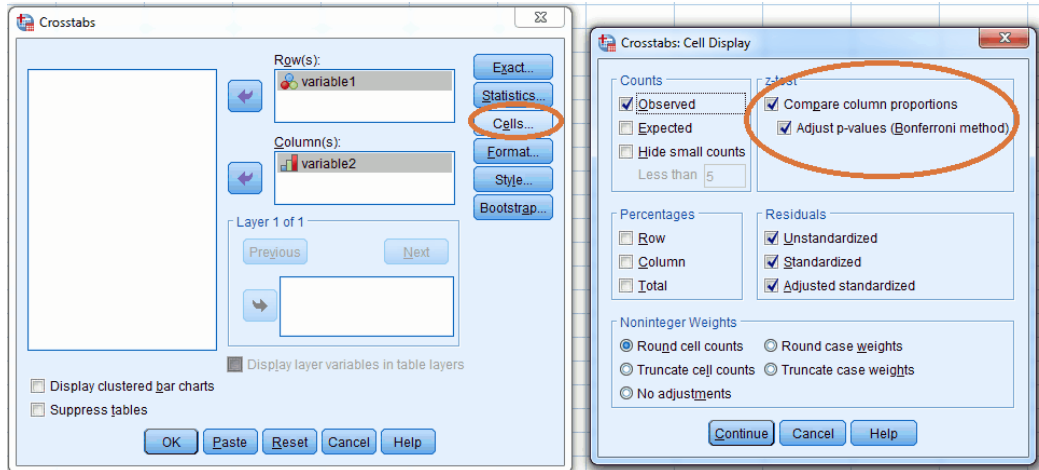 Crosstabs
Row(s):
variable1
Column(s):
variable2
Exact...
Statistics...
Cells...
Format...
Style...
Bootstrap...
Layer 1 of 1
Previous
Next
Display layer variables in table layers
Display clustered bar charts
Suppress tables
OK
Paste
Reset
Cancel
Help
Crosstabs: Cell Display
Counts
Observed
Expected
Hide small counts
Less than 5
z-test
Compare column proportions
Adjust p-values (Bonferroni method)
Percentages
Row
Column
Total
Residuals
Unstandardized
Standardized
Adjusted standardized
Noninteger Weights
Round cell counts
Round case weights
Truncate cell counts
Truncate case weights
No adjustments
Continue
Cancel
Help